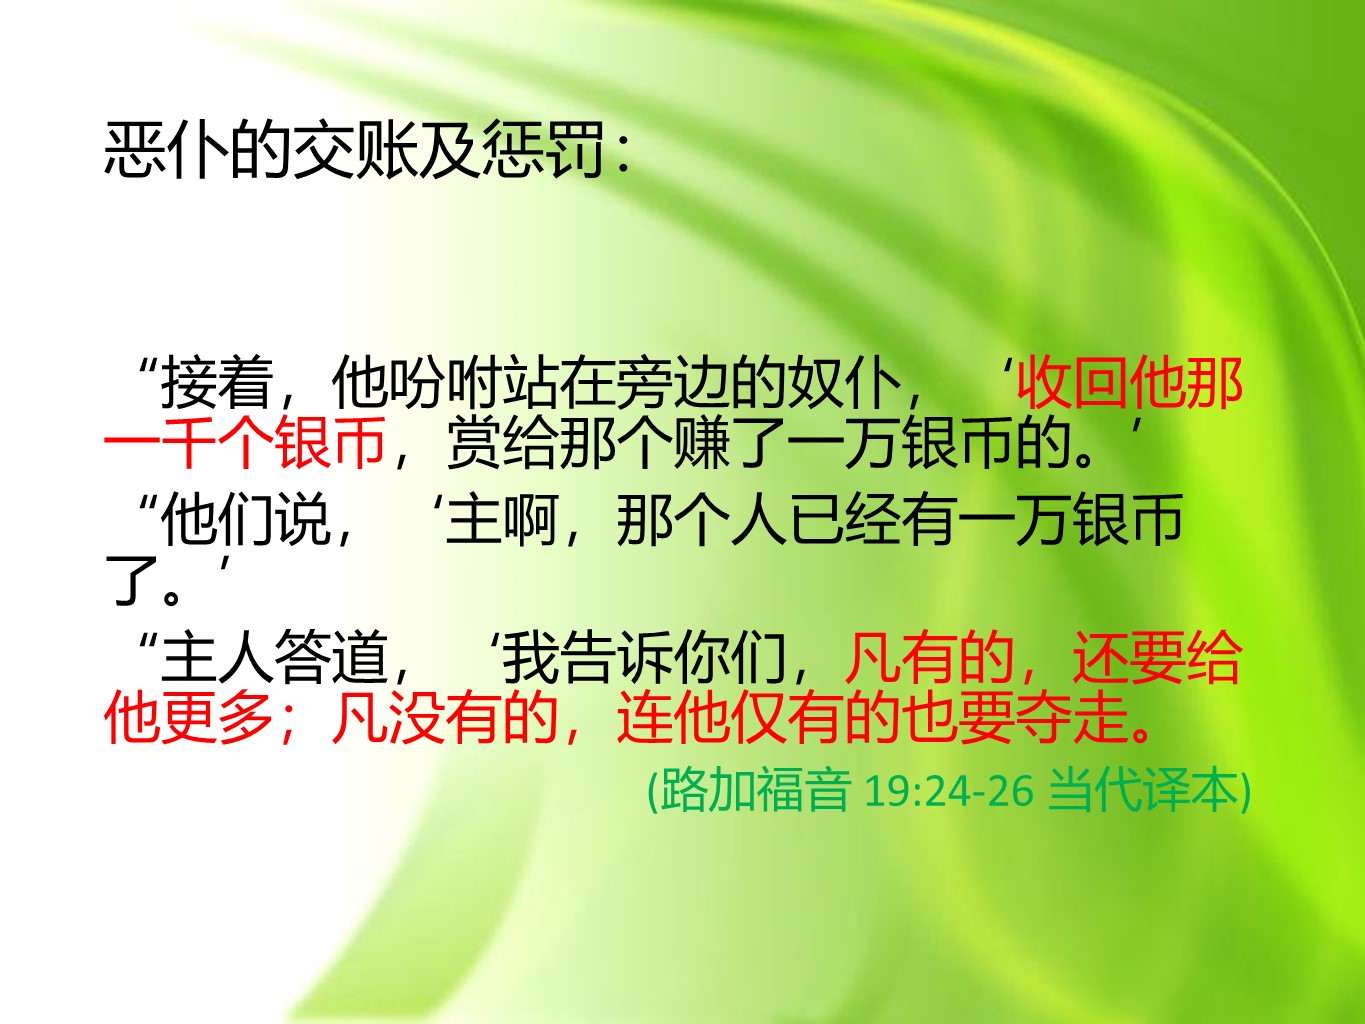 恶仆的交账及惩罚：
“接着，他吩咐站在旁边的奴仆，‘收回他那
一千个银币，赏给那个赚了一万银币的。’
“他们说，‘主啊，那个人已经有一万银币
了。’
“主人答道，‘我告诉你们，凡有的，还要给
他更多；凡没有的，连他仅有的也要夺走。
(路加福音 19:24-26 当代译本)